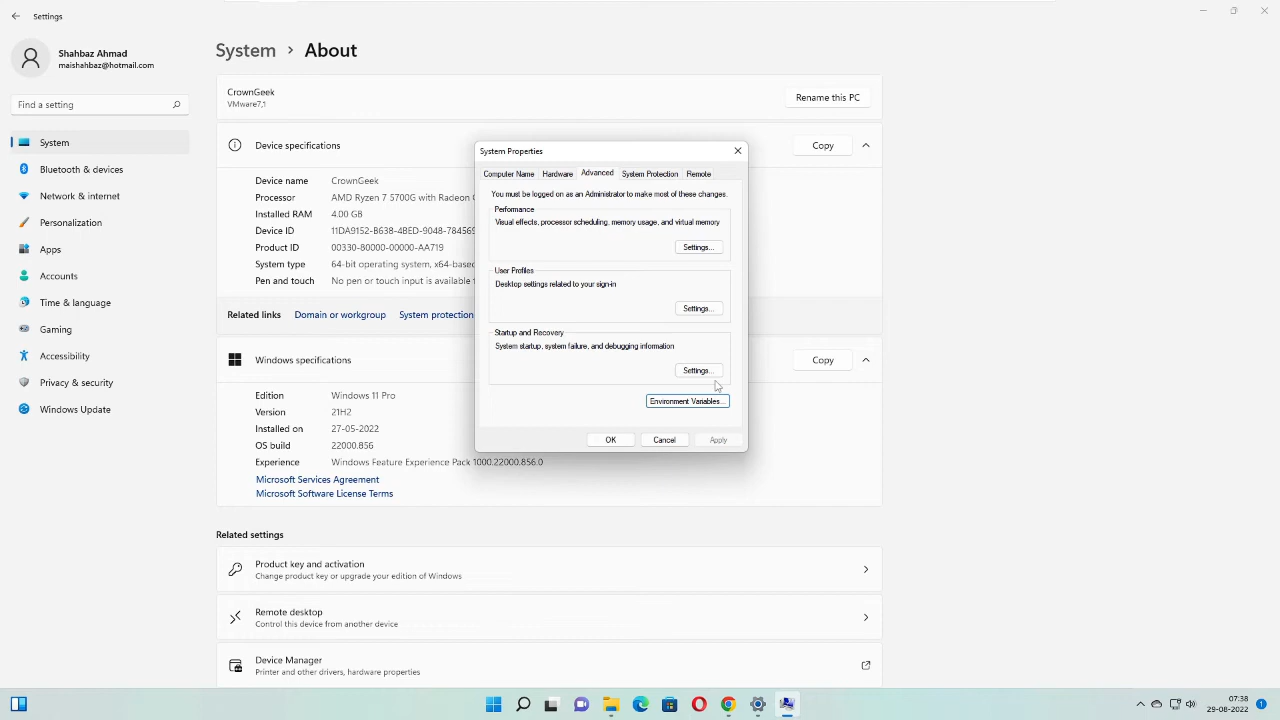 Settings
Shahbaz Ahmad
maishahbaz@hotmail.com
Find a setting
System
Bluetooth & devices
Network & internet
Personalization
Apps
Accounts
Time & language
Gaming
Accessibility
Privacy & security
Windows Update
System > About
CrownGeek
VMware7,1
Rename this PC
Device specifications
Copy
Device name CrownGeek
Processor AMD Ryzen 7 5700G with Radeon
Installed RAM 4.00 GB
Device ID 11DA9152-B638-4BED-9048-784569
Product ID 00330-80000-00000-AA719
System type 64-bit operating system, x64-based
Pen and touch No pen or touch input is available
Related links Domain or workgroup System protection
Windows specifications
Copy
Edition Windows 11 Pro
Version 21H2
Installed on 27-05-2022
OS build 22000.856
Experience Windows Feature Experience Pack 1000.22000.856.0
Microsoft Services Agreement
Microsoft Software License Terms
Related settings
Product key and activation
Change product key or upgrade your edition of Windows
Remote desktop
Control this device from another device
Device Manager
Printer and other drivers, hardware properties
System Properties
Computer Name Hardware Advanced System Protection Remote
You must be logged on as an Administrator to make most of these changes.
Performance
Visual effects, processor scheduling, memory usage, and virtual memory
Settings...
User Profiles
Desktop settings related to your sign-in
Settings...
Startup and Recovery
System startup, system failure, and debugging information
Settings...
Environment Variables...
OK Cancel Apply
07:38
29-08-2022
1